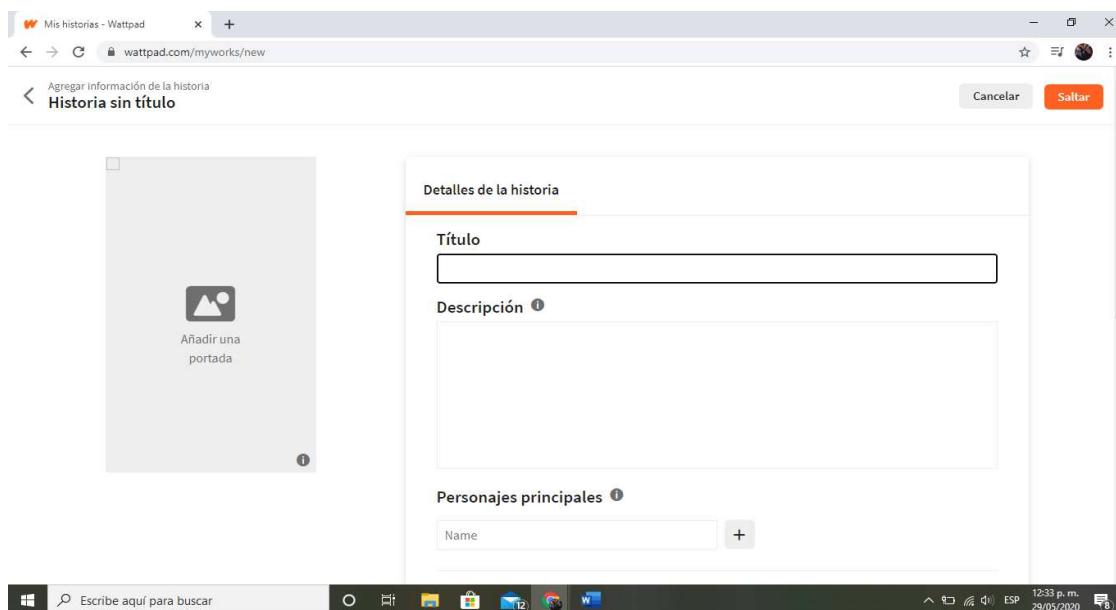 Mis historias - Wattpad
wattpad.com/myworks/new
Agregar información de la historia
Historia sin título
Cancelar
Saltar
Añadir una
portada
Detalles de la historia
Título
Descripción
Personajes principales
Name
Escribe aquí para buscar
12
W
ESP
12:33 p. m.
29/05/2020
8